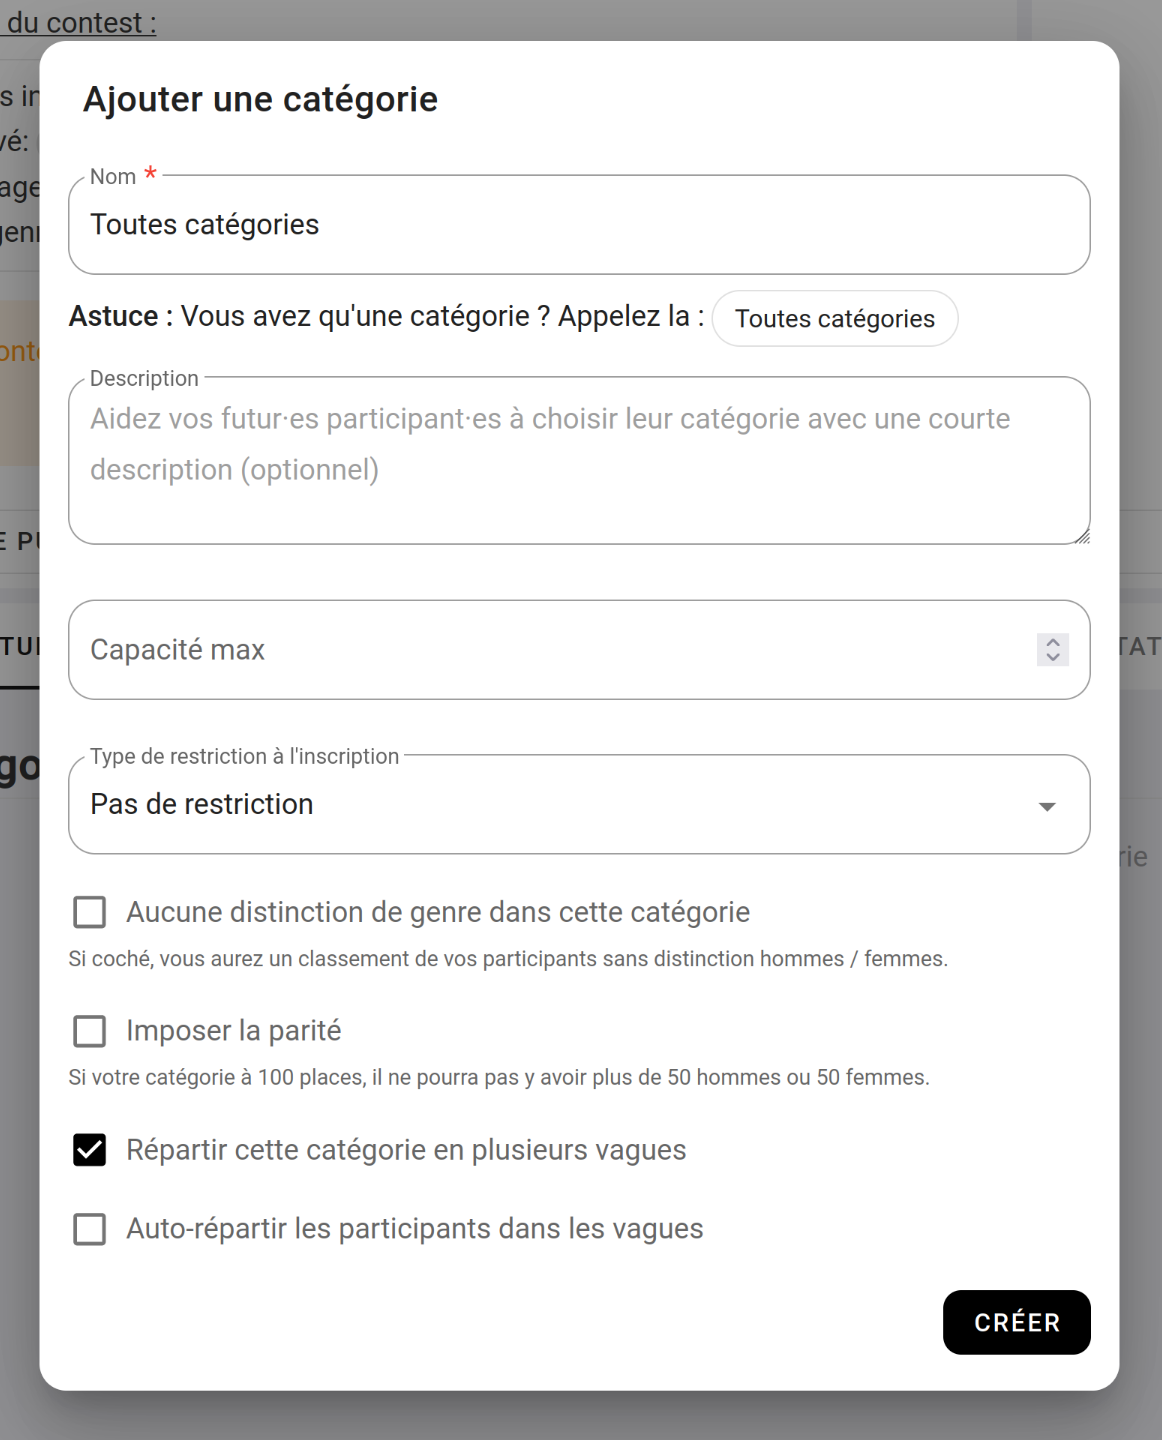 du contest :
Ajouter une catégorie
Nom *
Toutes catégories
Astuce : Vous avez qu'une catégorie ? Appelez la : Toutes catégories
Description
Aidez vos futur·es participant·es à choisir leur catégorie avec une courte
description (optionnel)
Capacité max
Type de restriction à l'inscription
Pas de restriction
Aucune distinction de genre dans cette catégorie
Si coché, vous aurez un classement de vos participants sans distinction hommes / femmes.
Imposer la parité
Si votre catégorie à 100 places, il ne pourra pas y avoir plus de 50 hommes ou 50 femmes.
Répartir cette catégorie en plusieurs vagues
Auto-répartir les participants dans les vagues
CRÉER